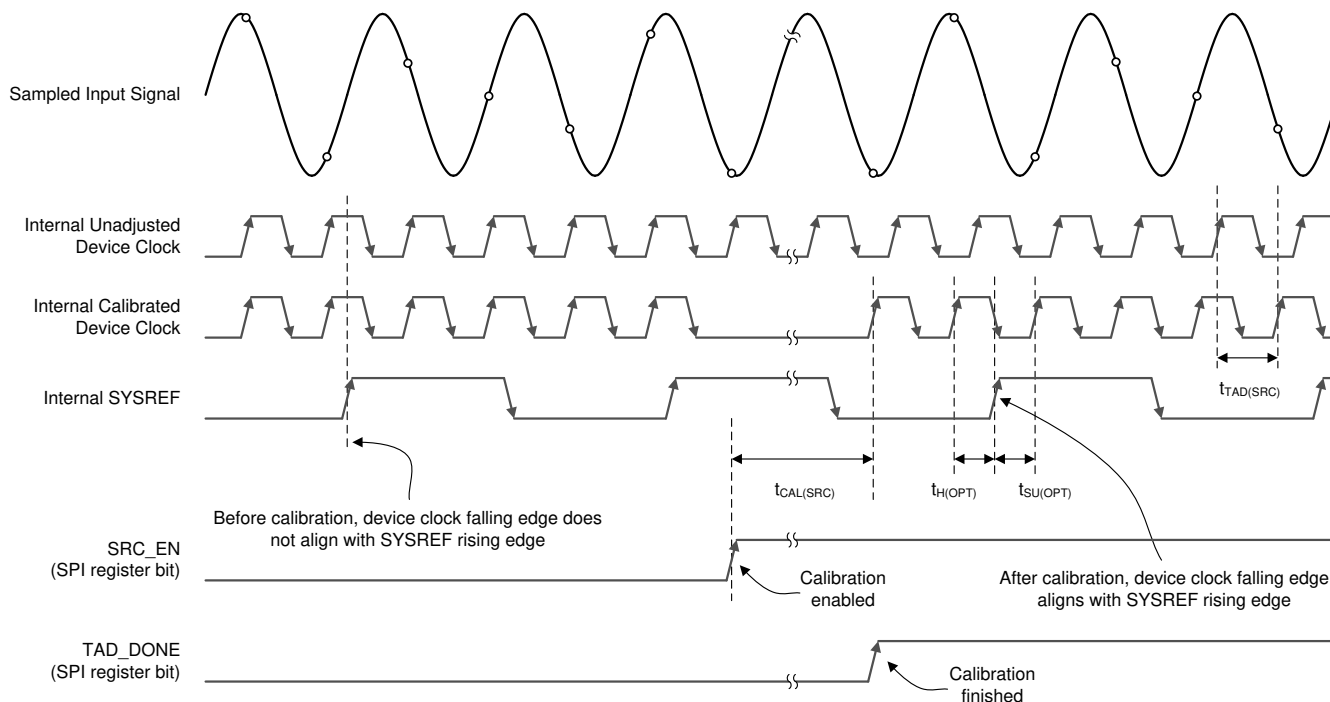 Sampled Input Signal
Internal Unadjusted
Device Clock
Internal Calibrated
Device Clock
Internal SYSREF
tTAD(SRC)
tCAL(SRC)
tH(OPT)
tSU(OPT)
Before calibration, device clock falling edge does
not align with SYSREF rising edge
SRC_EN
(SPI register bit)
Calibration
enabled
After calibration, device clock falling edge
aligns with SYSREF rising edge
TAD_DONE
(SPI register bit)
Calibration
finished